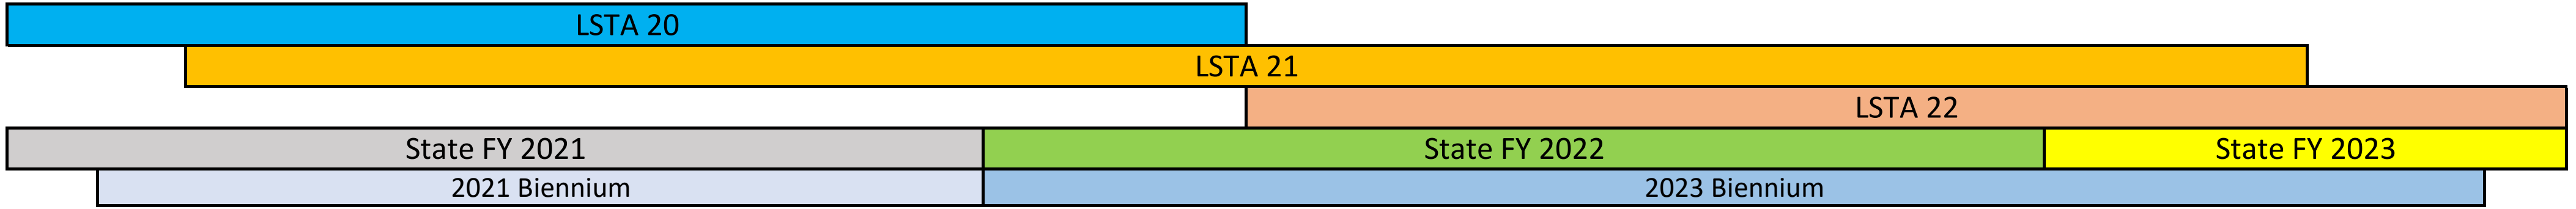 LSTA 20
LSTA 21
LSTA 22
State FY 2021
State FY 2022
State FY 2023
2021 Biennium
2023 Biennium